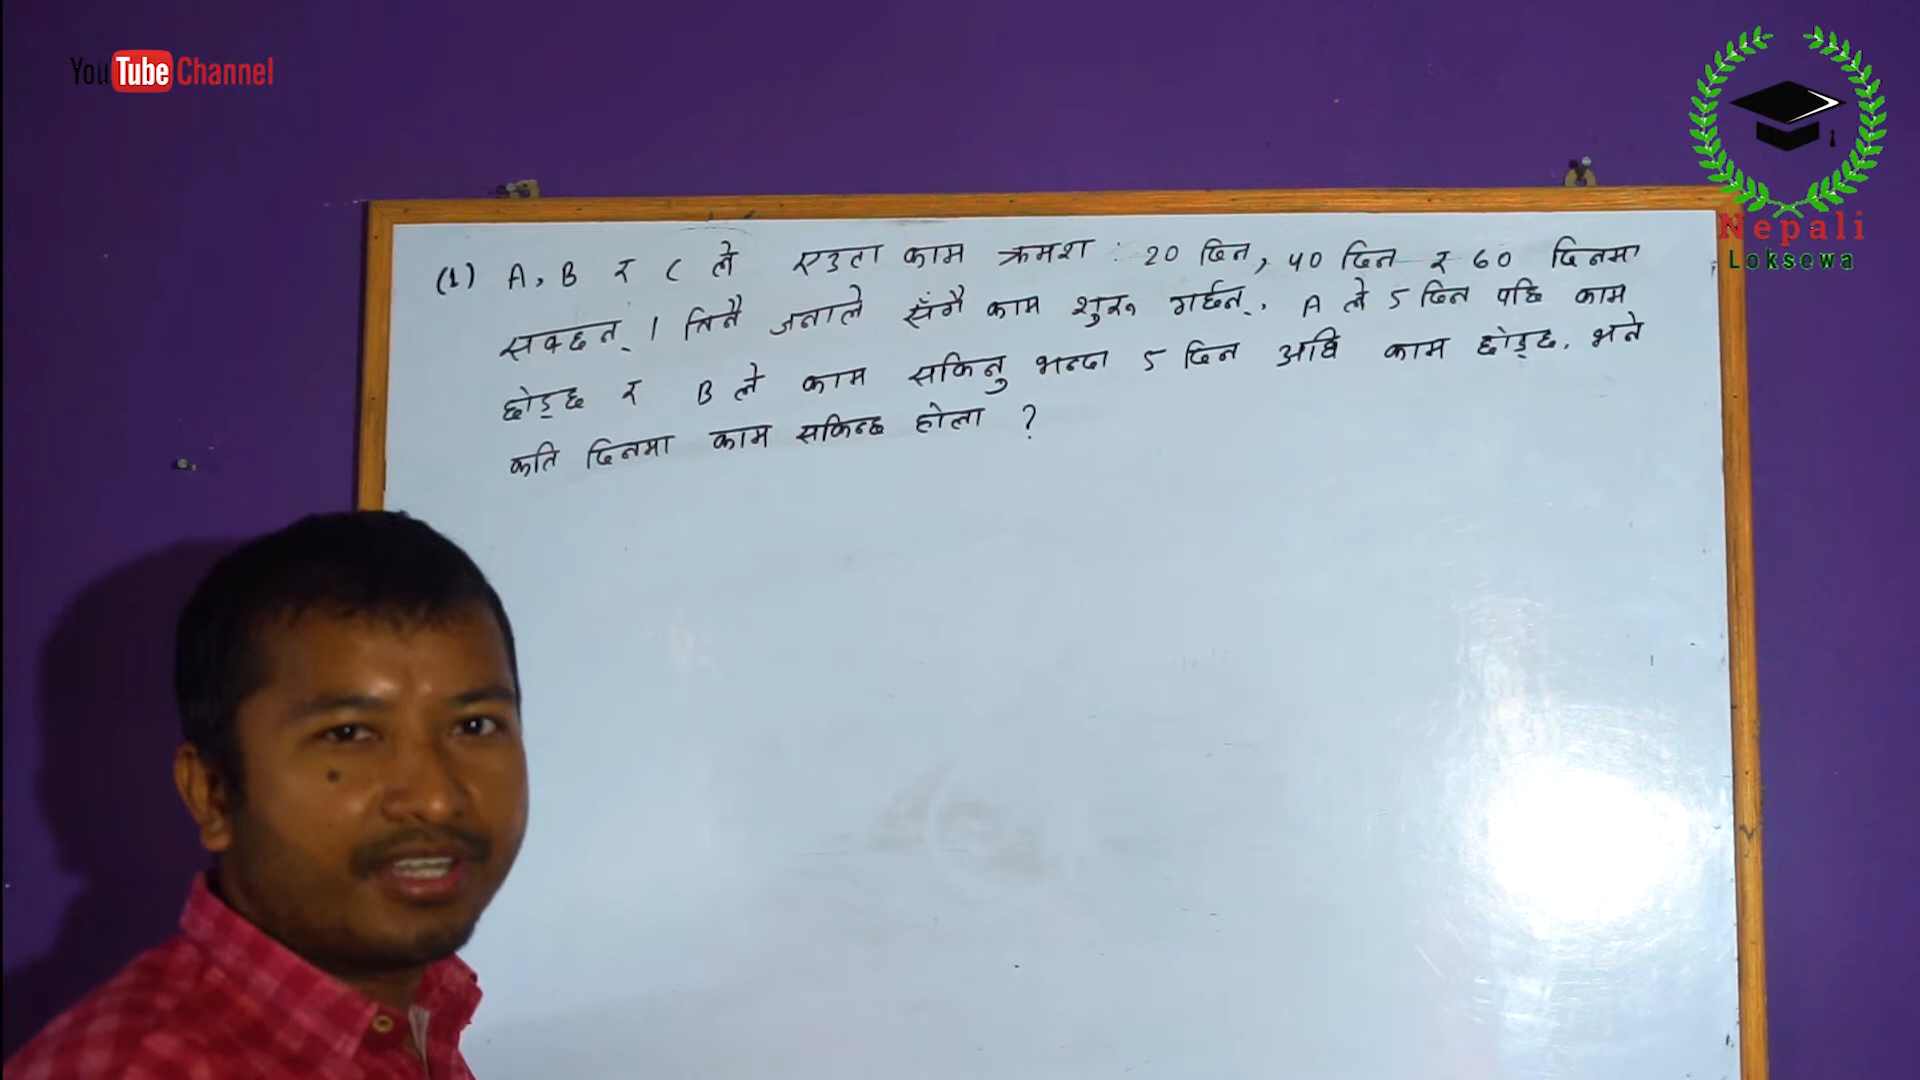 YouTube Channel
Nepali
Loksewa
(1) A, B र C ले एउटा काम क्रमश : 20 दिन, 40 दिन र 60 दिनमा
सक्छन् । तिनै जनाले सँगै काम शुरु गर्छन्, A ले 5 दिन पछि काम
छोड्छ र B ले काम सकिनु भन्दा 5 दिन अघि काम छोड्छ, भने
कति दिनमा काम सकिन्छ होला ?